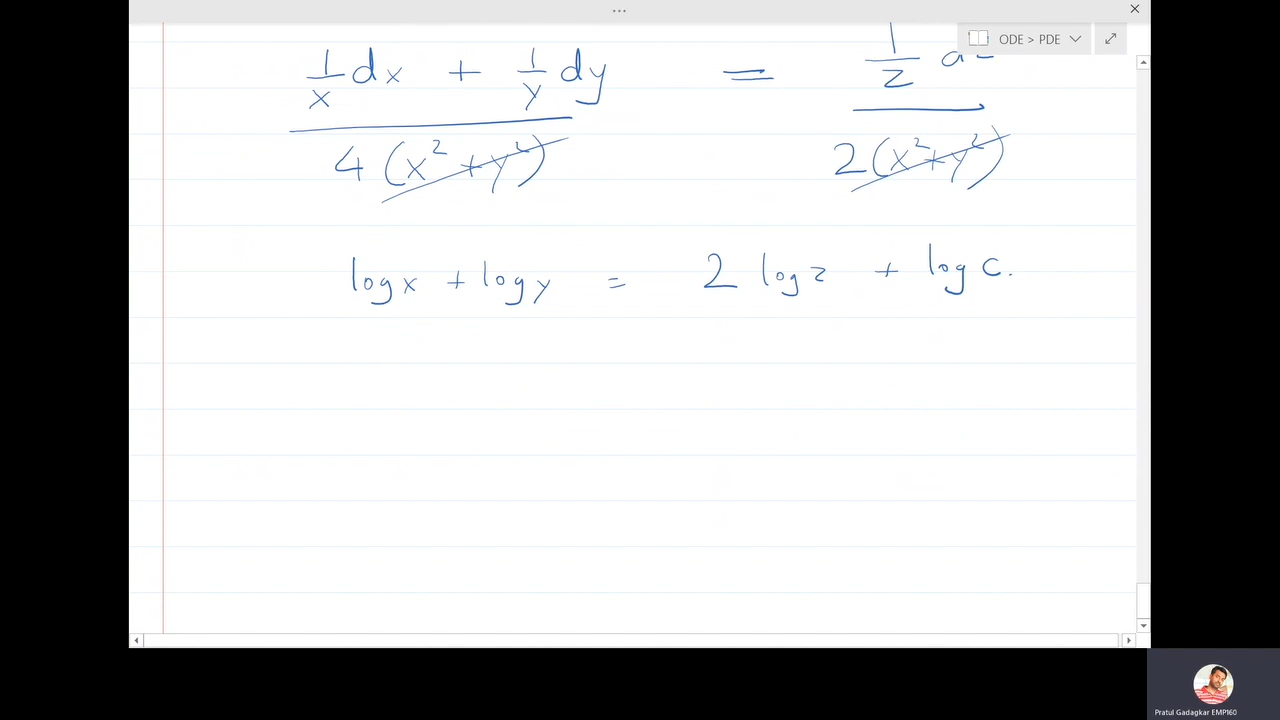 ODE > PDE
1/x dx + 1/y dy = 1/z
4 (x² + y²) 2 (x² + y²)
log x + log y = 2 log z + log c.
Pratul Gadagkar EMP160